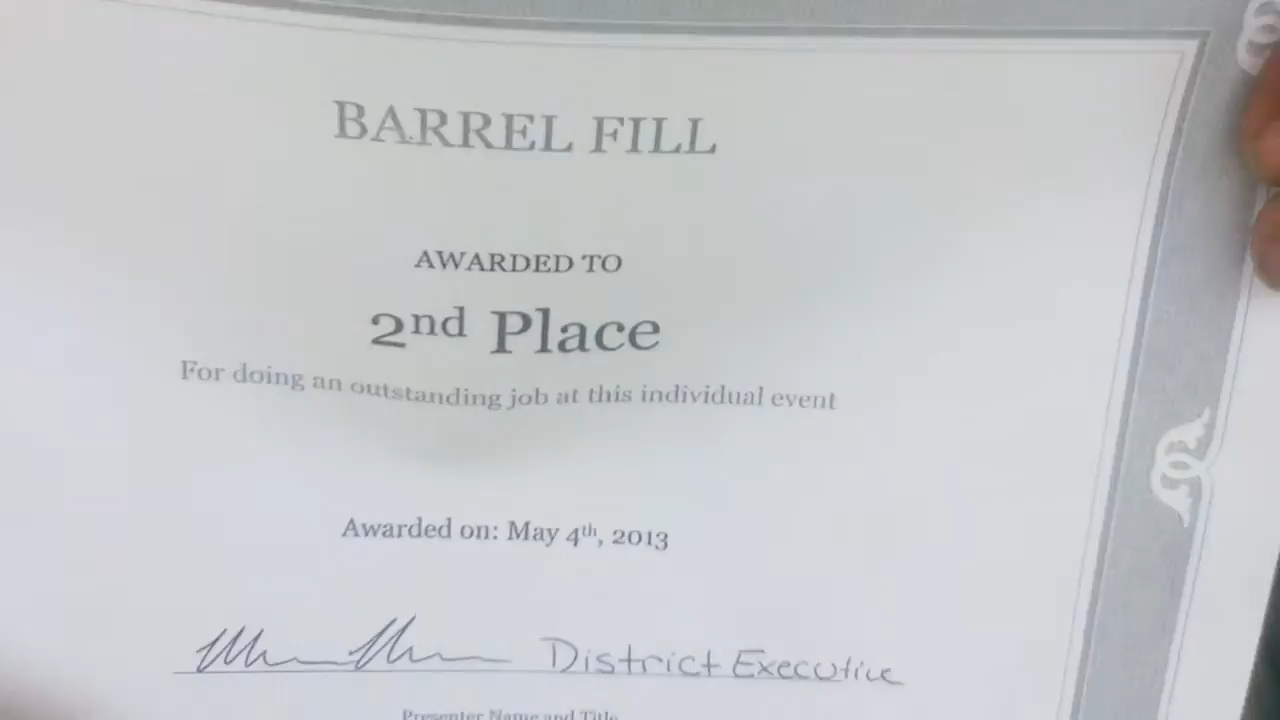 BARREL FILL
AWARDED TO
2nd Place
For doing an outstanding job at this individual event
Awarded on: May 4th, 2013
District Executive
Presenter Name and Title